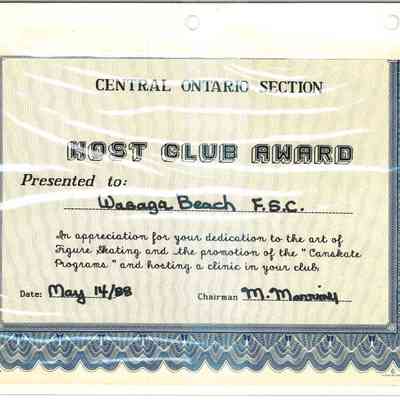 CENTRAL ONTARIO SECTION
HOST CLUB AWARD
Presented to:
Wasaga Beach F.S.C.
In appreciation for your dedication to the art of
Figure Skating and the promotion of the "Canskate
Programs" and hosting a clinic in your club.
Date: May 14/88
Chairman M. Manning